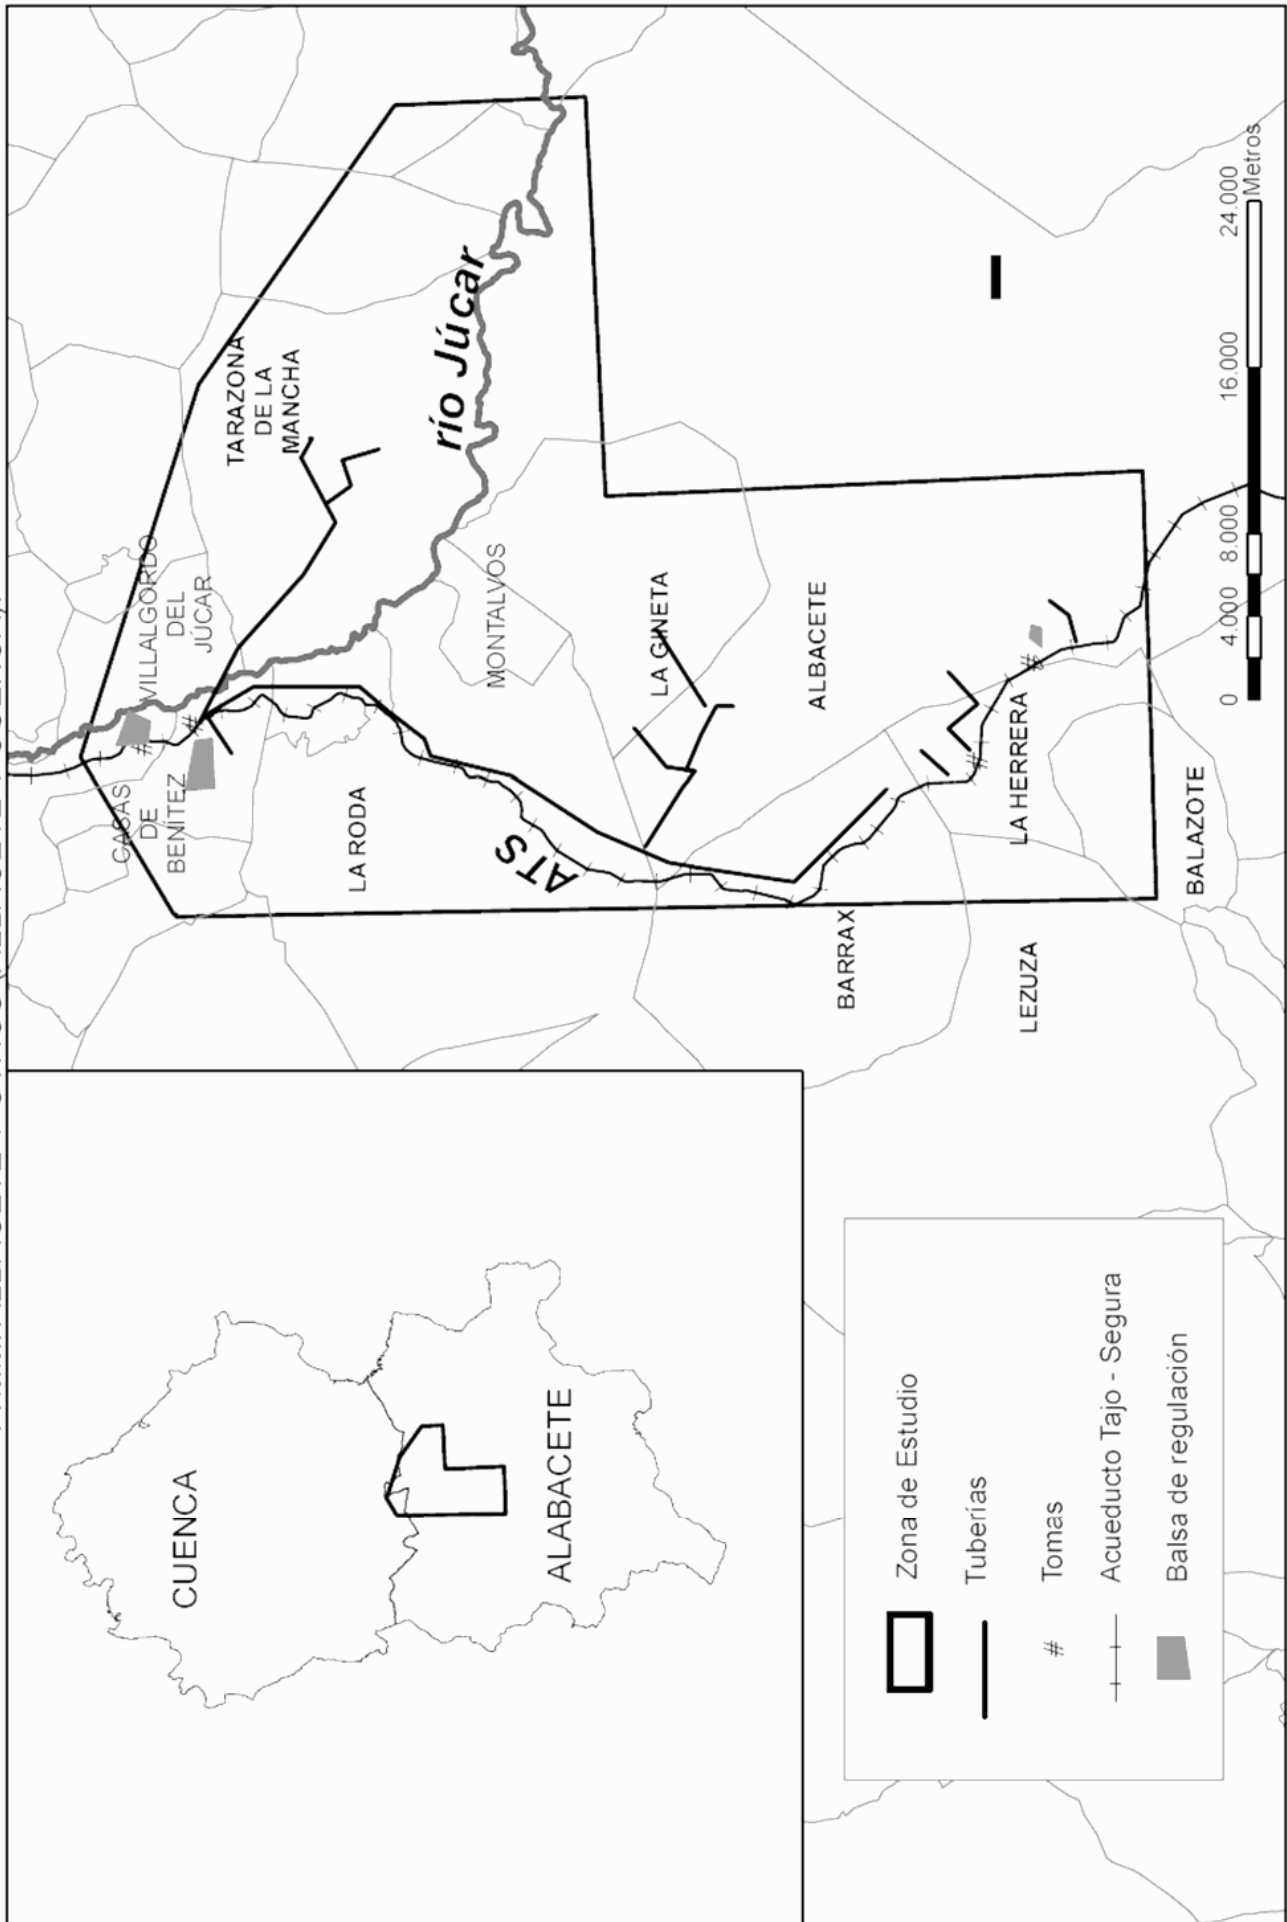 CUENCA
ALABACETE
Zona de Estudio
Tuberías
# Tomas
Acueducto Tajo - Segura
Balsa de regulación
CASAS
DE
BENÍTEZ
VILLALGORDO
DEL
JÚCAR
TARAZONA
DE LA
MANCHA
río Júcar
LA RODA
MONTALVOS
ATS
LA GINETA
ALBACETE
BARRAX
LA HERRERA
LEZUZA
BALAZOTE
0 4.000 8.000 16.000 24.000
Metros